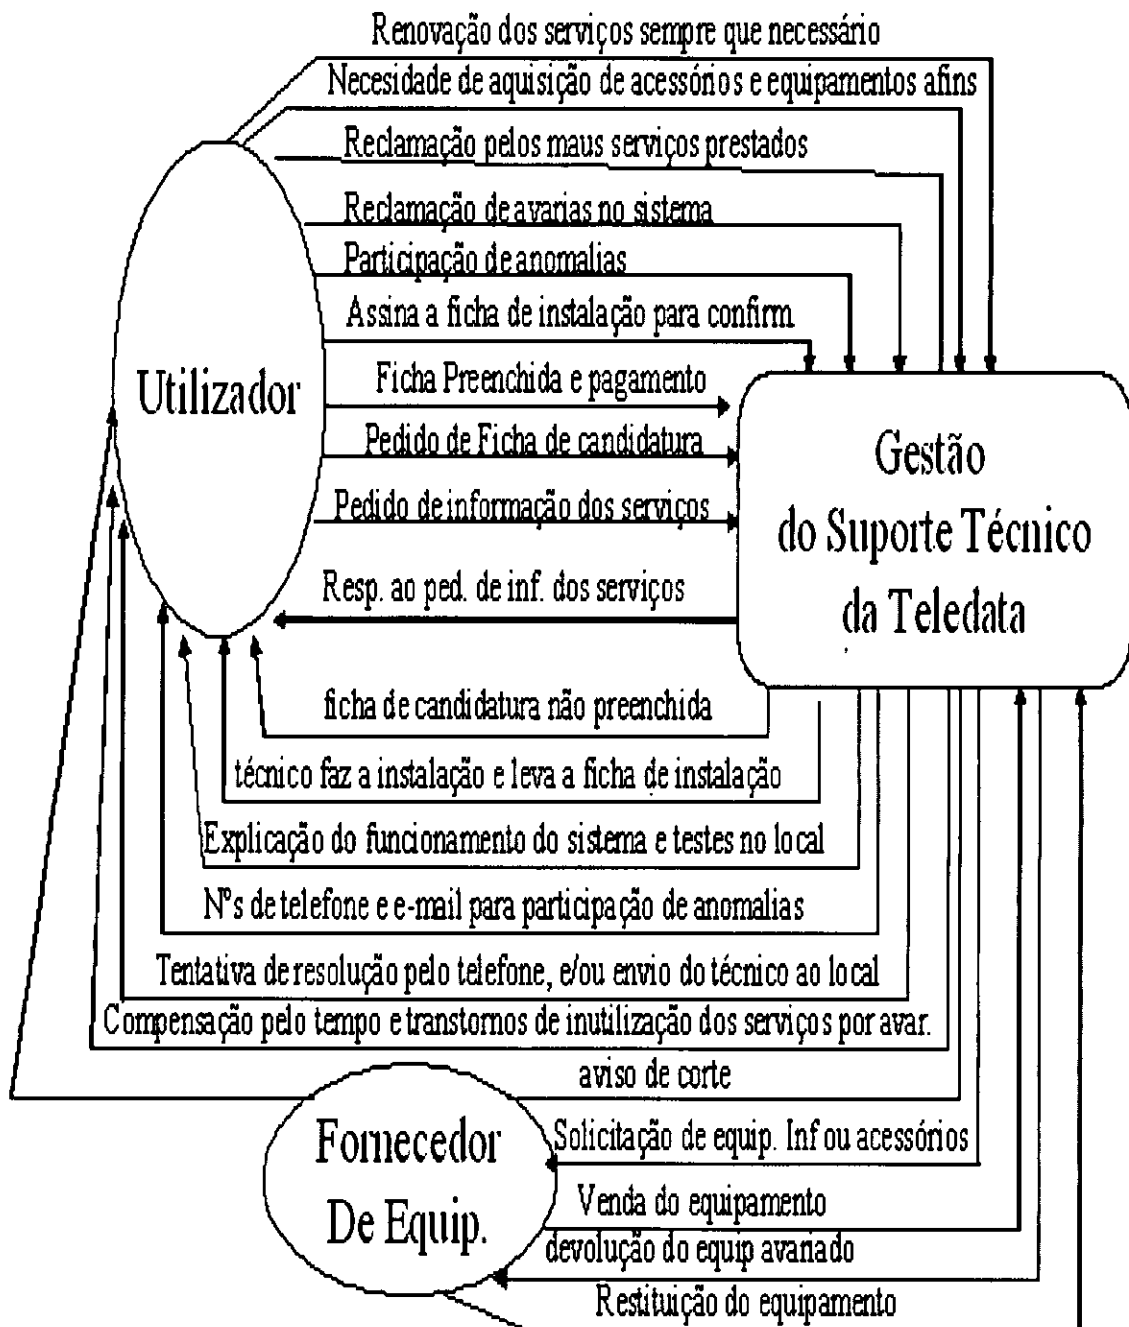 Renovação dos serviços sempre que necessário
Necesidade de aquisição de acessórios e equipamentos afins
Reclamação pelos maus serviços prestados
Reclamação de avarias no sistema
Participação de anomalias
Assina a ficha de instalação para confirm.
Utilizador
Ficha Preenchida e pagamento
Pedido de Ficha de candidatura
Pedido de informação dos serviços
Gestão
do Suporte Técnico
da Teledata
Resp. ao ped. de inf. dos serviços
ficha de candidatura não preenchida
técnico faz a instalação e leva a ficha de instalação
Explicação do funcionamento do sistema e testes no local
Nºs de telefone e e-mail para participação de anomalias
Tentativa de resolução pelo telefone, e/ou envio do técnico ao local
Compensação pelo tempo e transtornos de inutilização dos serviços por avar.
aviso de corte
Fornecedor
De Equip.
Solicitação de equip. Inf ou acessórios
Venda do equipamento
devolução do equip avariado
Restituição do equipamento